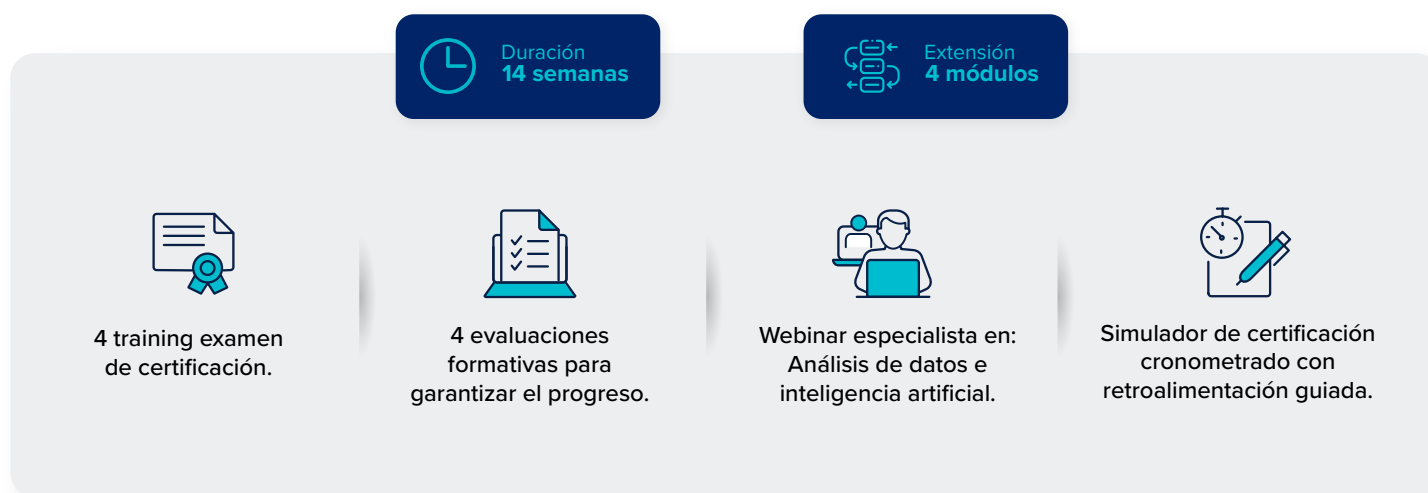 Duración
14 semanas
Extensión
4 módulos
4 training examen
de certificación.
4 evaluaciones
formativas para
garantizar el progreso.
Webinar especialista en:
Análisis de datos e
inteligencia artificial.
Simulador de certificación
cronometrado con
retroalimentación guiada.